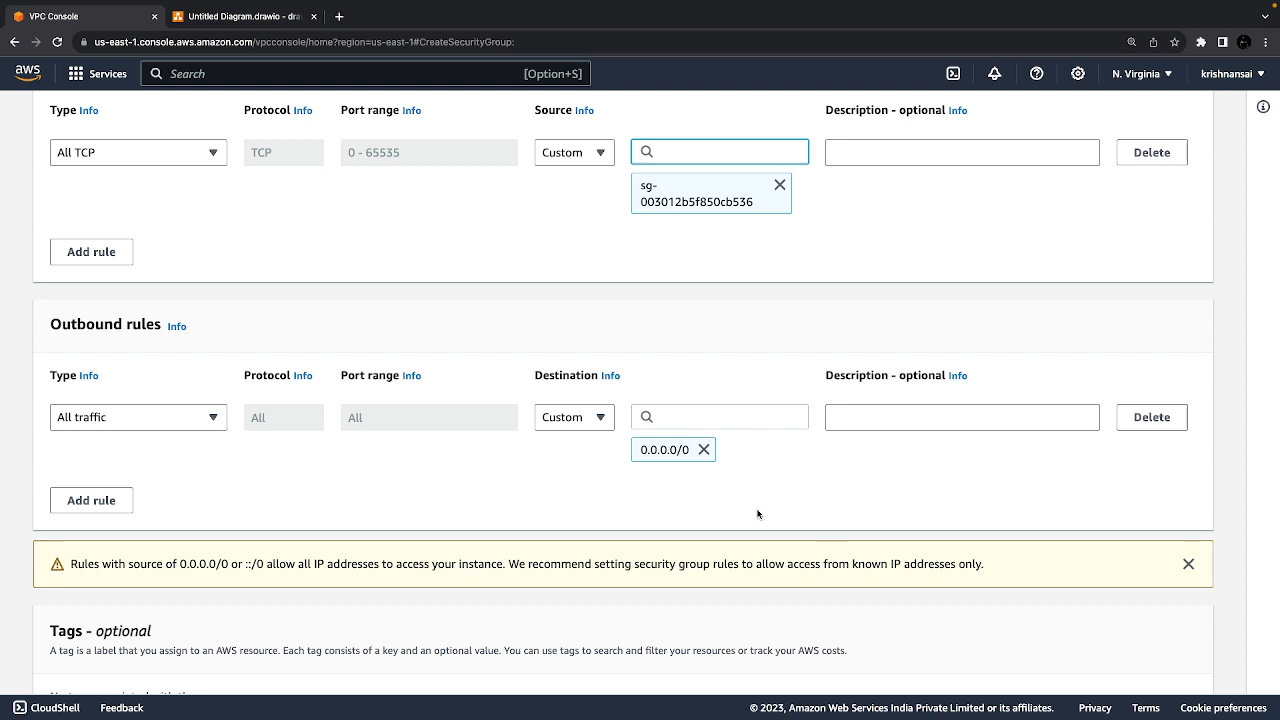 VPC Console
Untitled Diagram.drawio - dra
us-east-1.console.aws.amazon.com/vpcconsole/home?region=us-east-1#CreateSecurityGroup:
aws
Services
Search
[Option+S]
N. Virginia
krishnansai
Type Info
Protocol Info
Port range Info
Source Info
Description - optional Info
All TCP
TCP
0 - 65535
Custom
Delete
sg-
003012b5f850cb536
Add rule
Outbound rules Info
Type Info
Protocol Info
Port range Info
Destination Info
Description - optional Info
All traffic
All
All
Custom
Delete
0.0.0.0/0
Add rule
Rules with source of 0.0.0.0/0 or ::/0 allow all IP addresses to access your instance. We recommend setting security group rules to allow access from known IP addresses only.
Tags - optional
A tag is a label that you assign to an AWS resource. Each tag consists of a key and an optional value. You can use tags to search and filter your resources or track your AWS costs.
CloudShell
Feedback
© 2023, Amazon Web Services India Private Limited or its affiliates.
Privacy
Terms
Cookie preferences